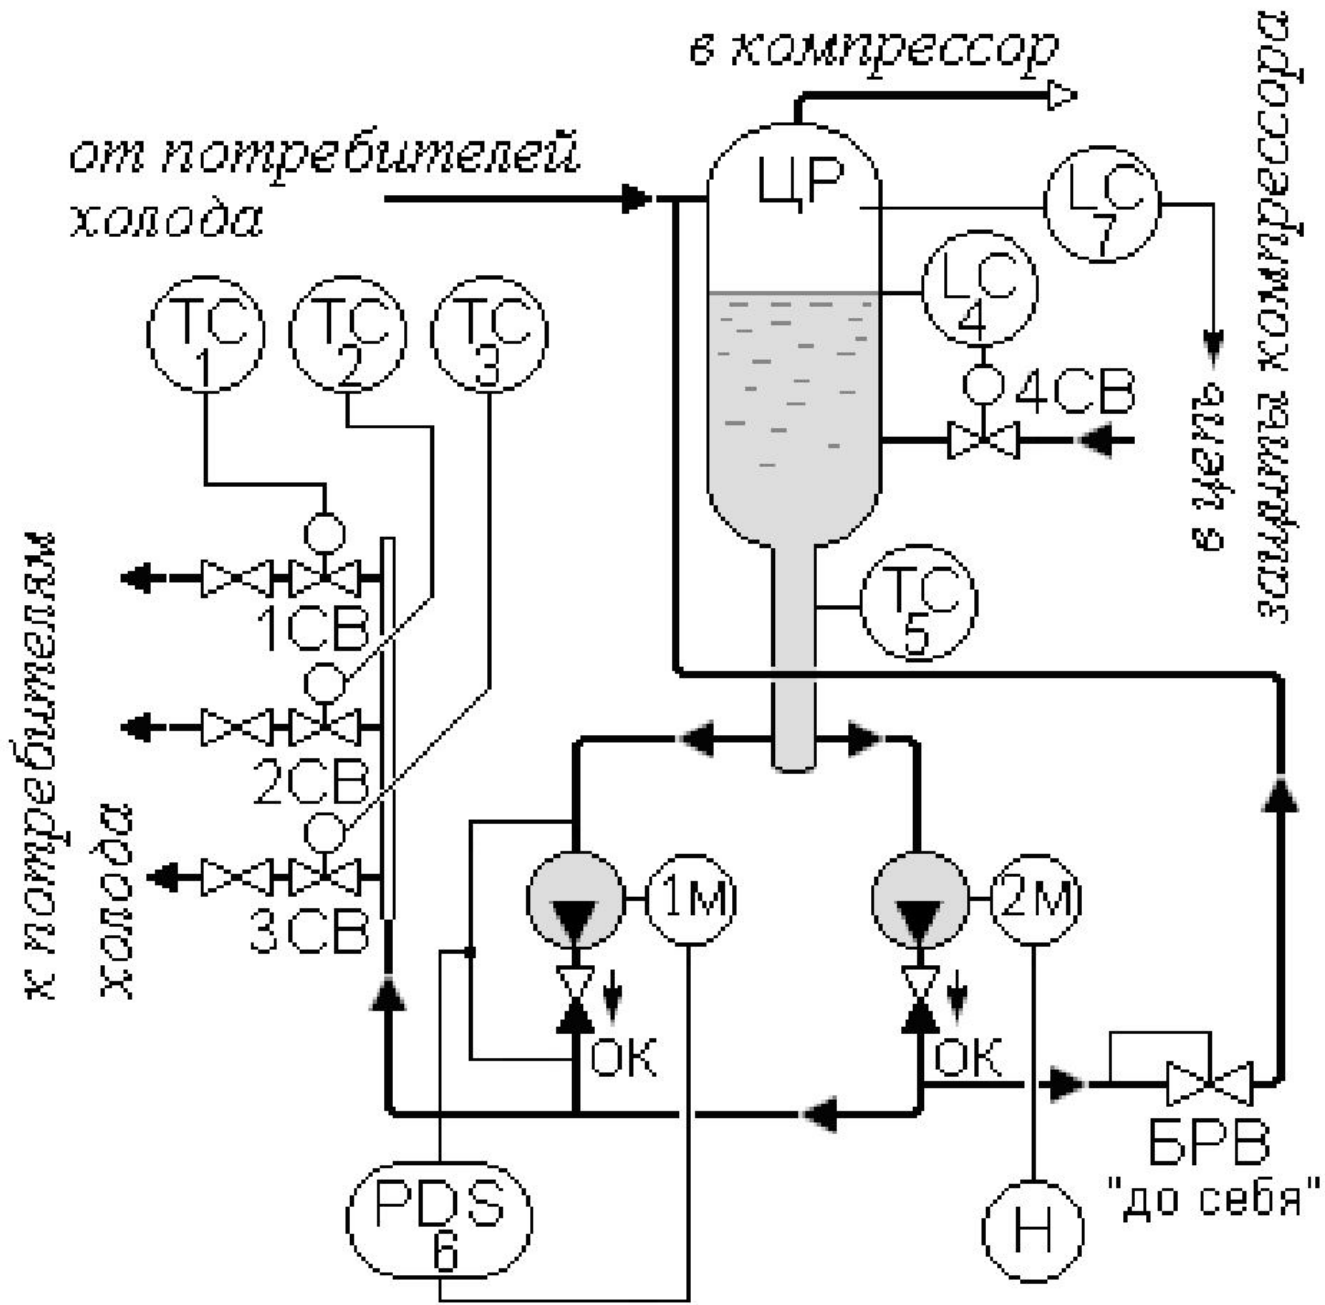 в компрессор
от потребителей
холода
ЦР
LC
7
LC
4
4СВ
в цепь
защиты компрессора
TC
1
TC
2
TC
3
к потребителям
холода
1СВ
2СВ
3СВ
TC
5
1М
2М
ОК
ОК
БРВ
"до себя"
PDS
6
Н